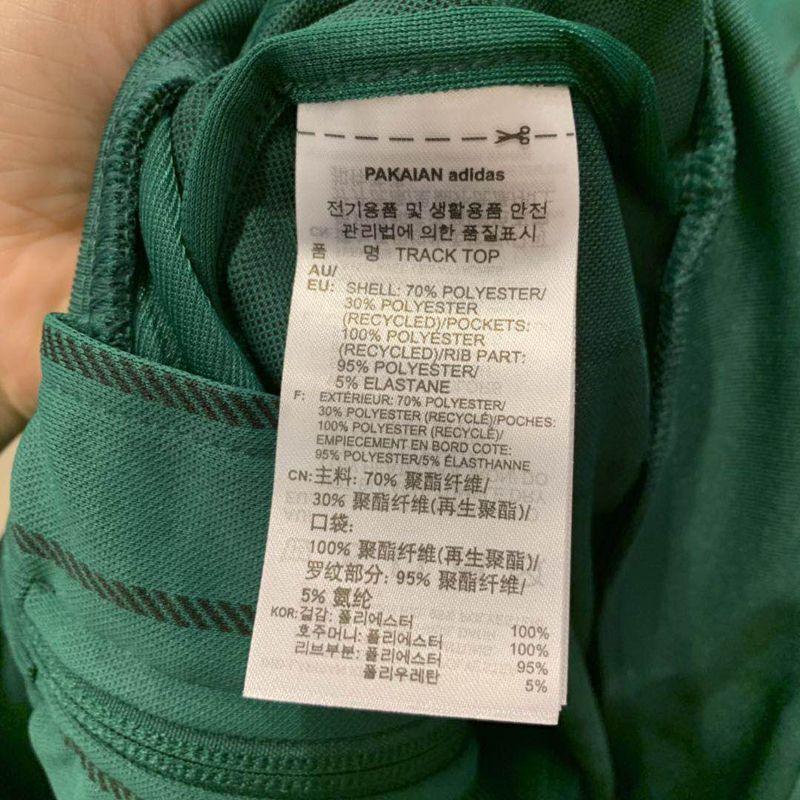 PAKAIAN adidas
전기용품 및 생활용품 안전
관리법에 의한 품질표시
품 명 TRACK TOP
AU/
EU: SHELL: 70% POLYESTER/
30% POLYESTER
(RECYCLED)/POCKETS:
100% POLYESTER
(RECYCLED)/RIB PART:
95% POLYESTER/
5% ELASTANE
F: EXTÉRIEUR: 70% POLYESTER/
30% POLYESTER (RECYCLÉ)/POCHES:
100% POLYESTER (RECYCLÉ)/
EMPIECEMENT EN BORD COTE:
95% POLYESTER/5% ÉLASTHANNE
CN: 主料: 70% 聚酯纤维/
30% 聚酯纤维(再生聚酯)/
口袋:
100% 聚酯纤维(再生聚酯)/
罗纹部分: 95% 聚酯纤维/
5% 氨纶
KOR: 겉감: 폴리에스터 100%
호주머니: 폴리에스터 100%
리브부분: 폴리에스터 95%
폴리우레탄 5%